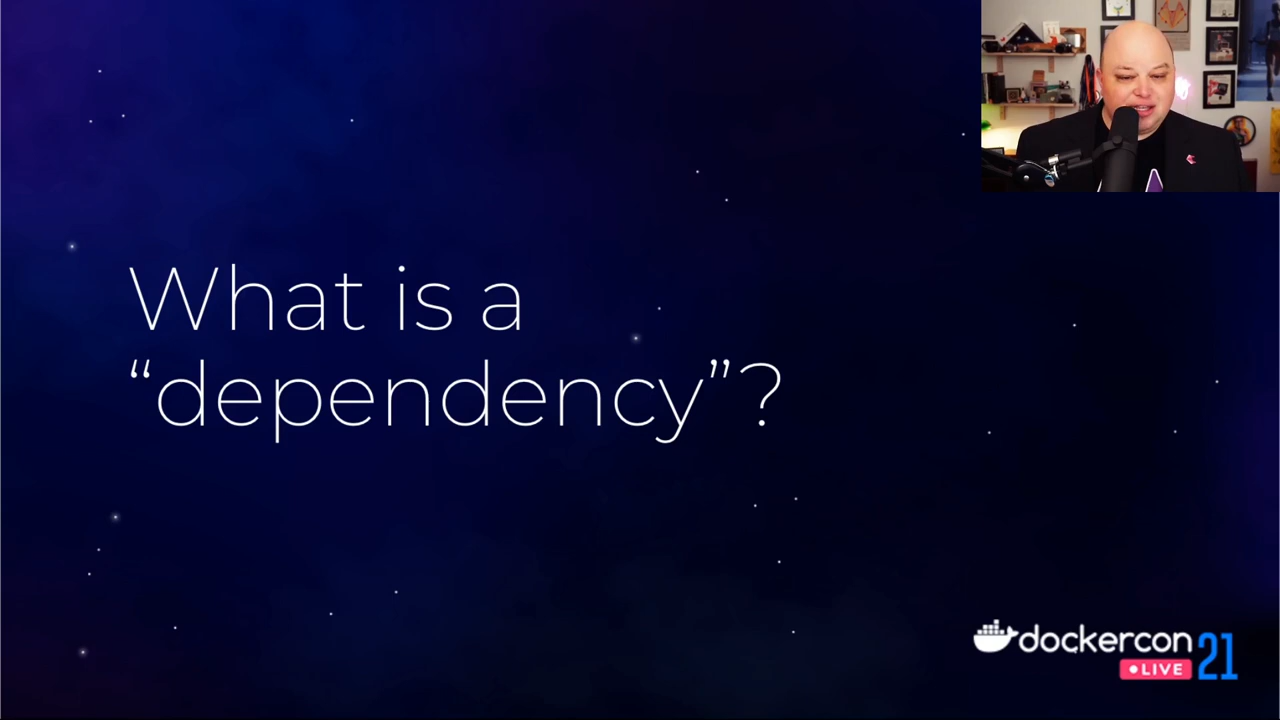 What is a
“dependency”?
dockercon
LIVE
21